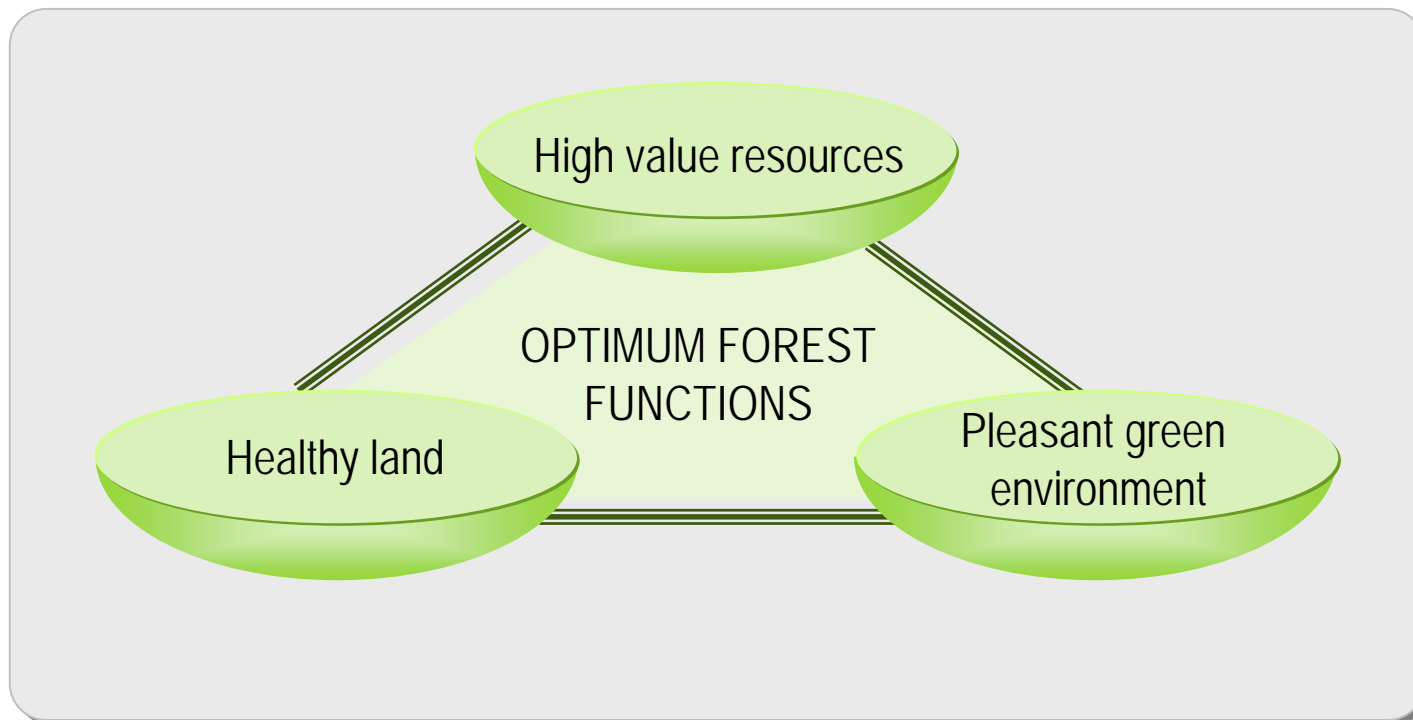 High value resources
OPTIMUM FOREST
FUNCTIONS
Healthy land
Pleasant green
environment